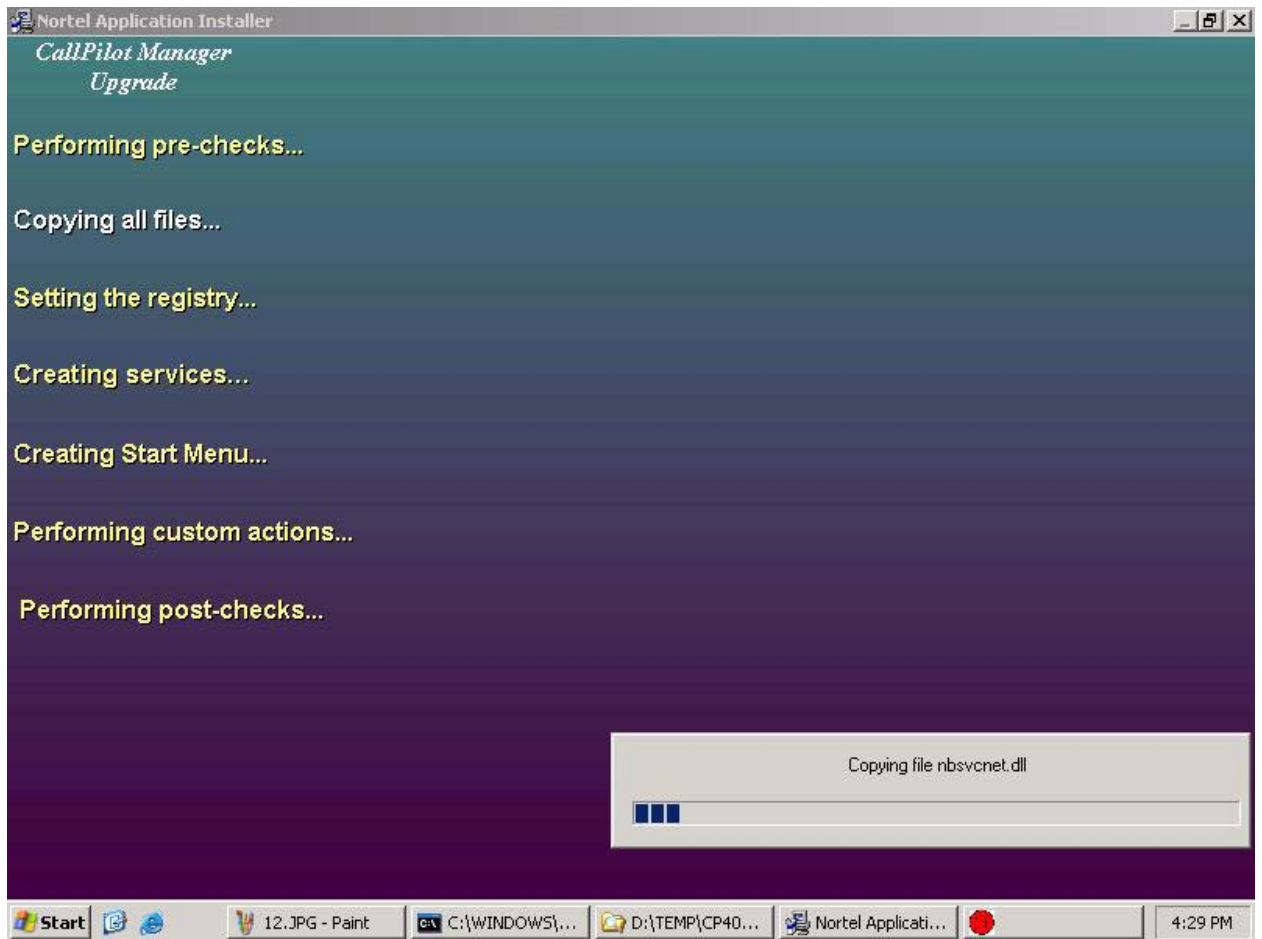 Nortel Application Installer
CallPilot Manager
Upgrade
Performing pre-checks...
Copying all files...
Setting the registry...
Creating services...
Creating Start Menu...
Performing custom actions...
Performing post-checks...
Copying file nbsvcnet.dll
Start 12.JPG - Paint C:\WINDOWS\... D:\TEMP\CP40... Nortel Applicati... 4:29 PM